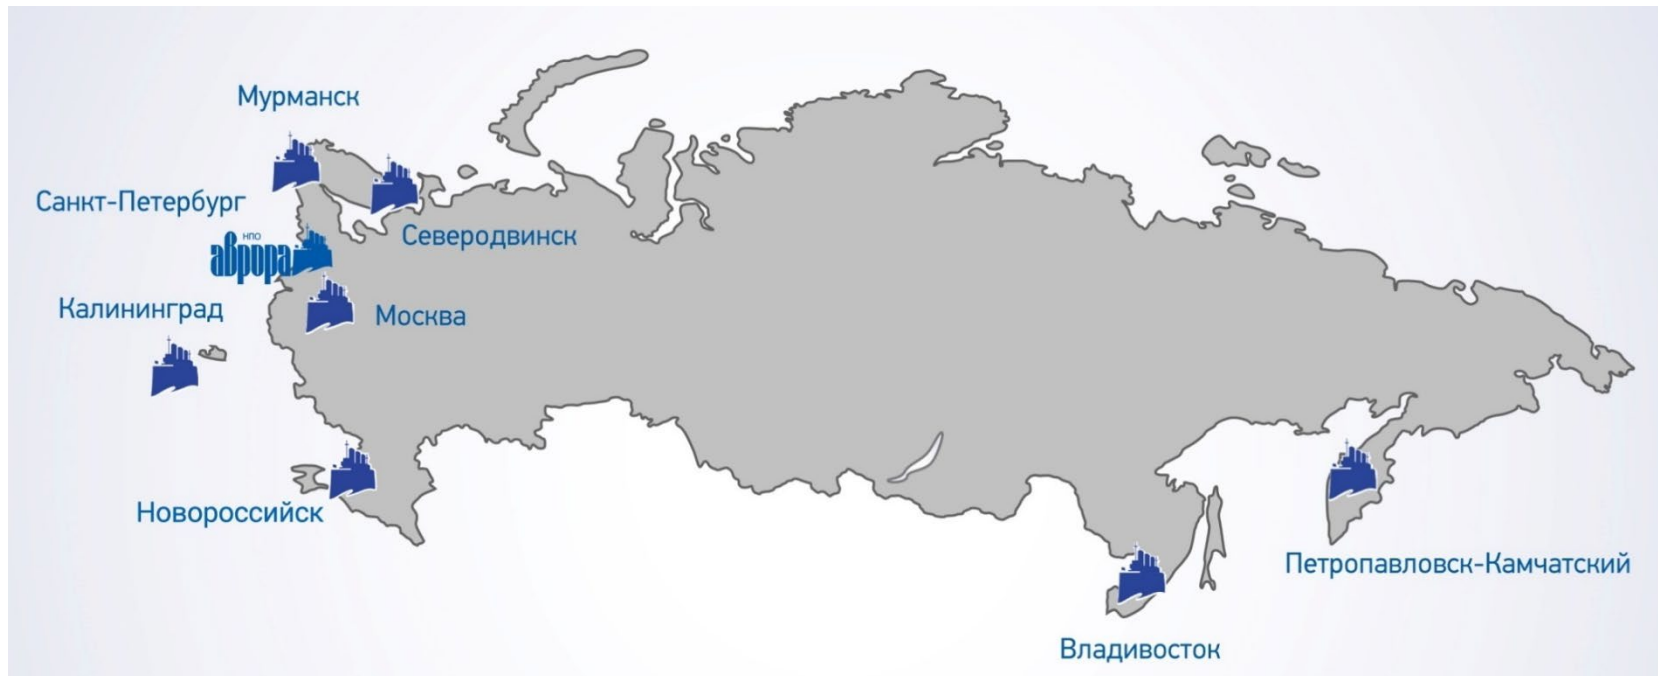 Мурманск
Санкт-Петербург
Северодвинск
НПО
аврора
Калининград
Москва
Новороссийск
Петропавловск-Камчатский
Владивосток